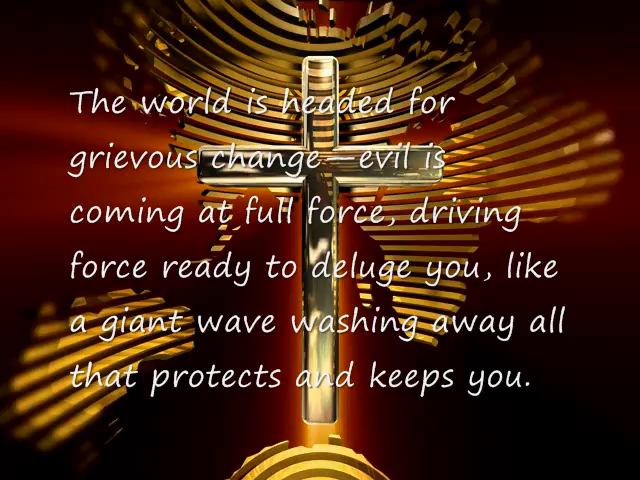 The world is headed for
grievous change—evil is
coming at full force, driving
force ready to deluge you, like
a giant wave washing away all
that protects and keeps you.